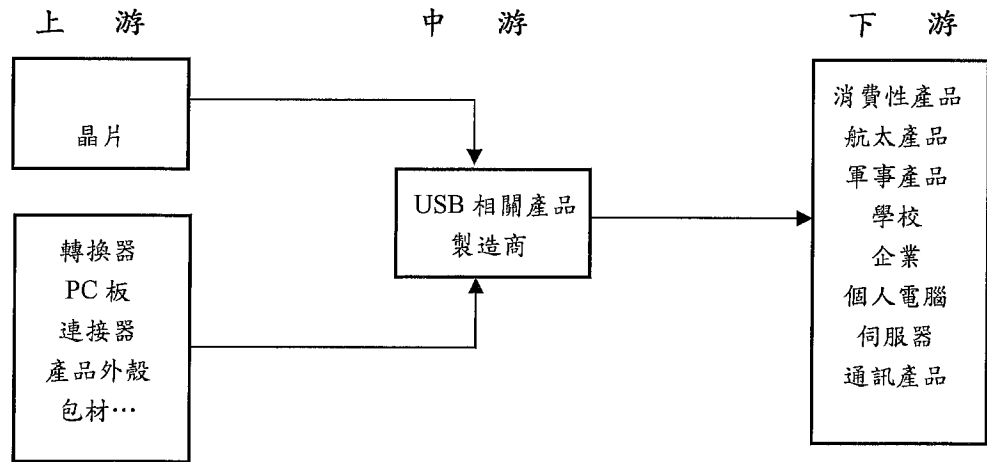 上 游 中 游 下 游
晶片
轉換器
PC 板
連接器
產品外殼
包材…
USB 相關產品
製造商
消費性產品
航太產品
軍事產品
學校
企業
個人電腦
伺服器
通訊產品